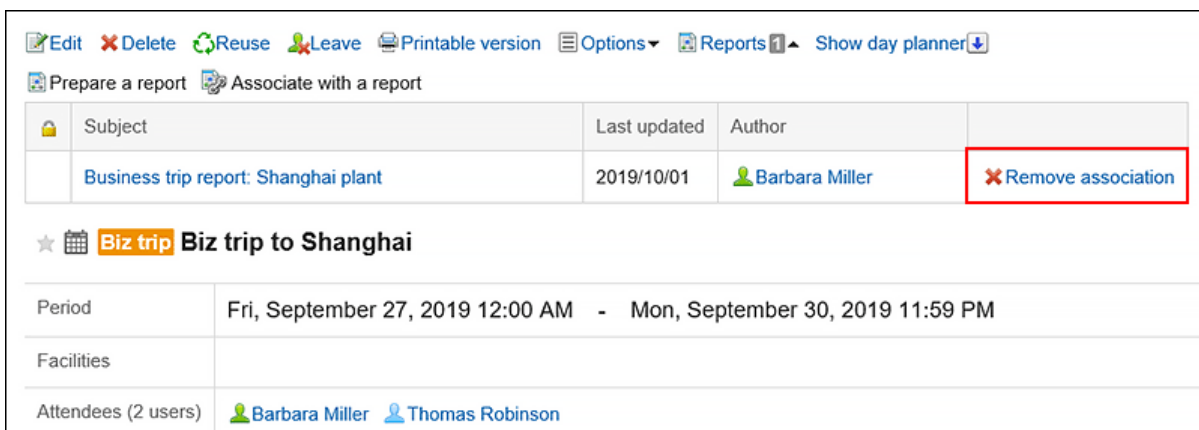 Edit Delete Reuse Leave Printable version Options Reports 1 Show day planner
Prepare a report Associate with a report
Subject Last updated Author
Business trip report: Shanghai plant 2019/10/01 Barbara Miller Remove association
Biz trip Biz trip to Shanghai
Period Fri, September 27, 2019 12:00 AM - Mon, September 30, 2019 11:59 PM
Facilities
Attendees (2 users) Barbara Miller Thomas Robinson